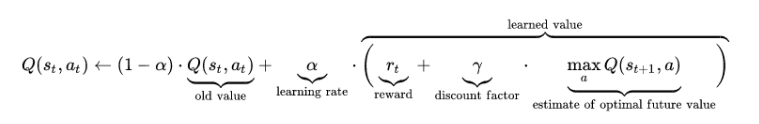 learned value
Q(s_t, a_t) ← (1 − α) · Q(s_t, a_t) + α · ( r_t + γ · max_a Q(s_{t+1}, a) )
old value learning rate reward discount factor estimate of optimal future value